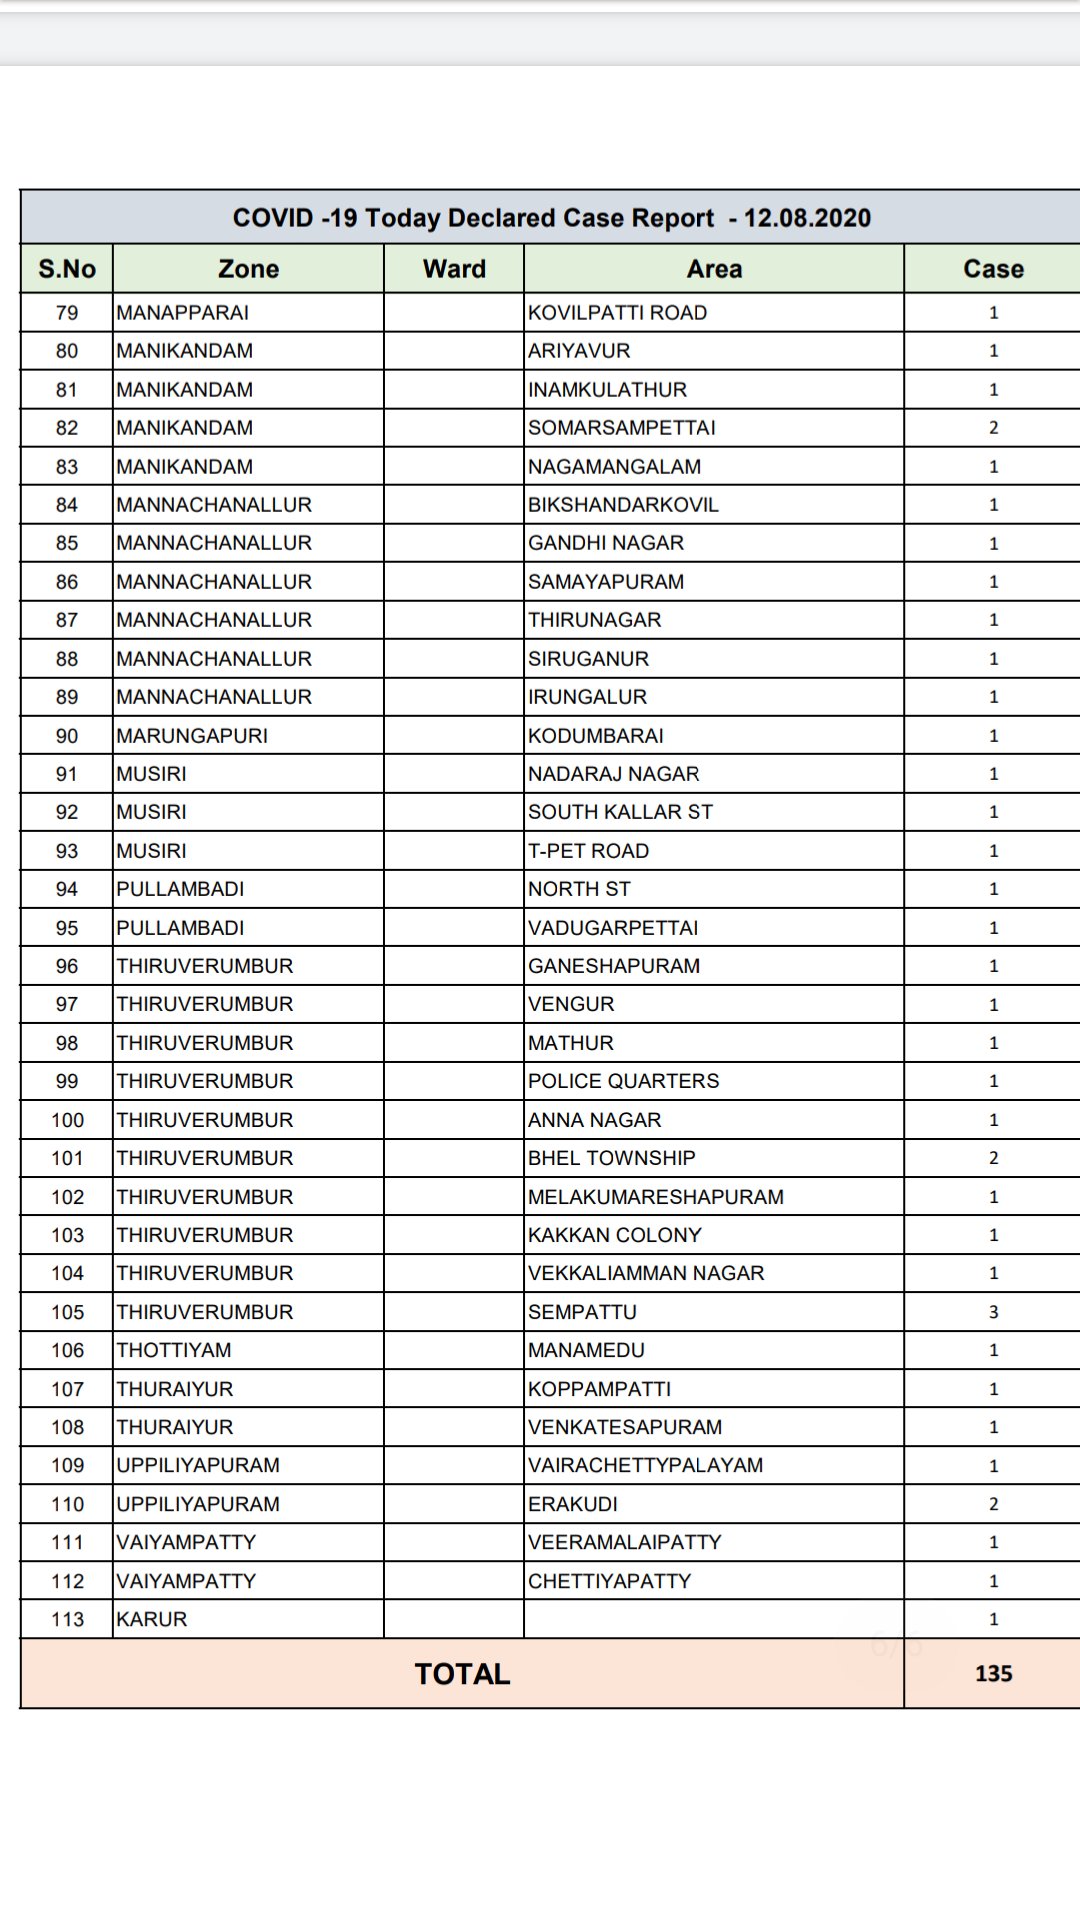 COVID -19 Today Declared Case Report - 12.08.2020
S.No Zone Ward Area Case
79 MANAPPARAI KOVILPATTI ROAD 1
80 MANIKANDAM ARIYAVUR 1
81 MANIKANDAM INAMKULATHUR 1
82 MANIKANDAM SOMARSAMPETTAI 2
83 MANIKANDAM NAGAMANGALAM 1
84 MANNACHANALLUR BIKSHANDARKOVIL 1
85 MANNACHANALLUR GANDHI NAGAR 1
86 MANNACHANALLUR SAMAYAPURAM 1
87 MANNACHANALLUR THIRUNAGAR 1
88 MANNACHANALLUR SIRUGANUR 1
89 MANNACHANALLUR IRUNGALUR 1
90 MARUNGAPURI KODUMBARAI 1
91 MUSIRI NADARAJ NAGAR 1
92 MUSIRI SOUTH KALLAR ST 1
93 MUSIRI T-PET ROAD 1
94 PULLAMBADI NORTH ST 1
95 PULLAMBADI VADUGARPETTAI 1
96 THIRUVERUMBUR GANESHAPURAM 1
97 THIRUVERUMBUR VENGUR 1
98 THIRUVERUMBUR MATHUR 1
99 THIRUVERUMBUR POLICE QUARTERS 1
100 THIRUVERUMBUR ANNA NAGAR 1
101 THIRUVERUMBUR BHEL TOWNSHIP 2
102 THIRUVERUMBUR MELAKUMARESHAPURAM 1
103 THIRUVERUMBUR KAKKAN COLONY 1
104 THIRUVERUMBUR VEKKALIAMMAN NAGAR 1
105 THIRUVERUMBUR SEMPATTU 3
106 THOTTIYAM MANAMEDU 1
107 THURAIYUR KOPPAMPATTI 1
108 THURAIYUR VENKATESAPURAM 1
109 UPPILIYAPURAM VAIRACHETTYPALAYAM 1
110 UPPILIYAPURAM ERAKUDI 2
111 VAIYAMPATTY VEERAMALAIPATTY 1
112 VAIYAMPATTY CHETTIYAPATTY 1
113 KARUR 1
6/6
TOTAL 135